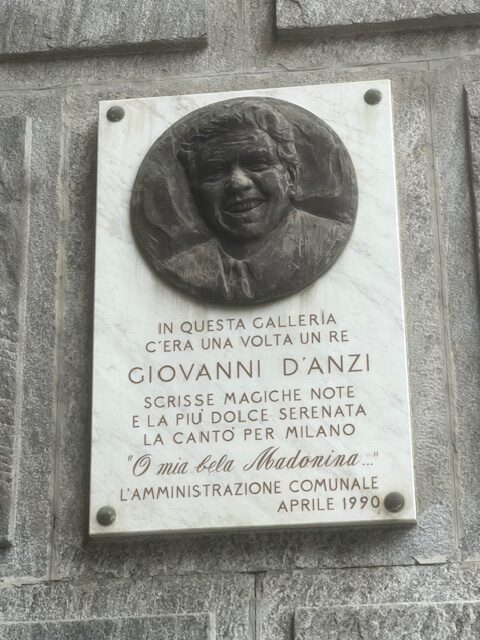 IN QUESTA GALLERIA
C'ERA UNA VOLTA UN RE
GIOVANNI D'ANZI
SCRISSE MAGICHE NOTE
E LA PIU' DOLCE SERENATA
LA CANTO' PER MILANO
"O mia bela Madonina..."
L'AMMINISTRAZIONE COMUNALE
APRILE 1990